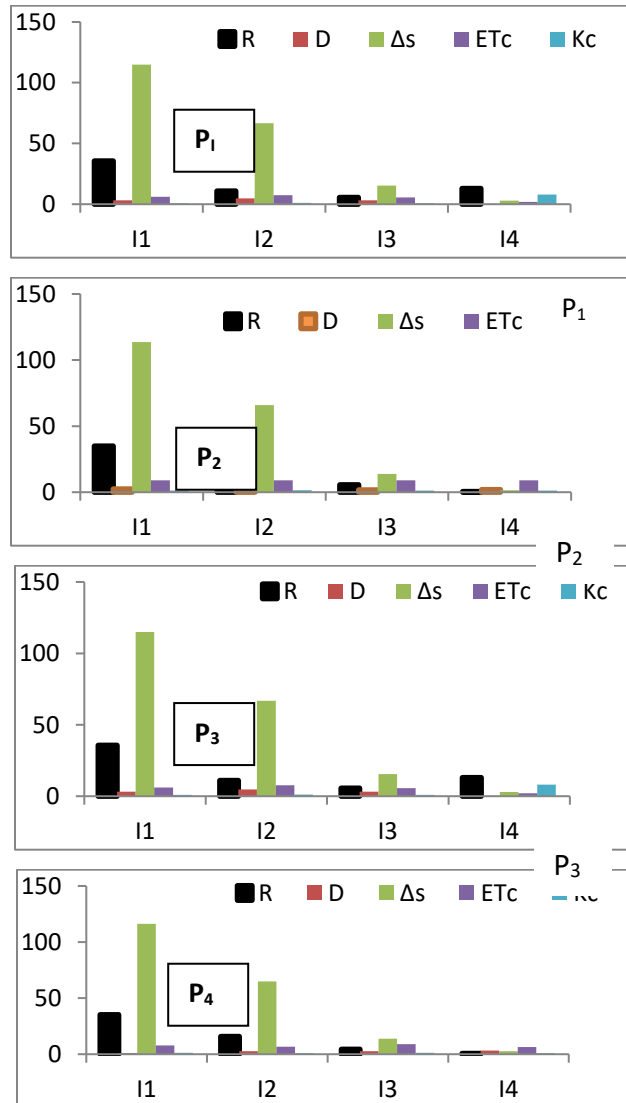 150
R D Δs ETc Kc
100
P_I
50
0
I1 I2 I3 I4
150
R D Δs ETc P₁
100
50
P₂
0
I1 I2 I3 I4
P₂
150
R D Δs ETc Kc
100
P₃
50
0
I1 I2 I3 I4
P₃
150
R D Δs ETc Kc
100
50
P₄
0
I1 I2 I3 I4